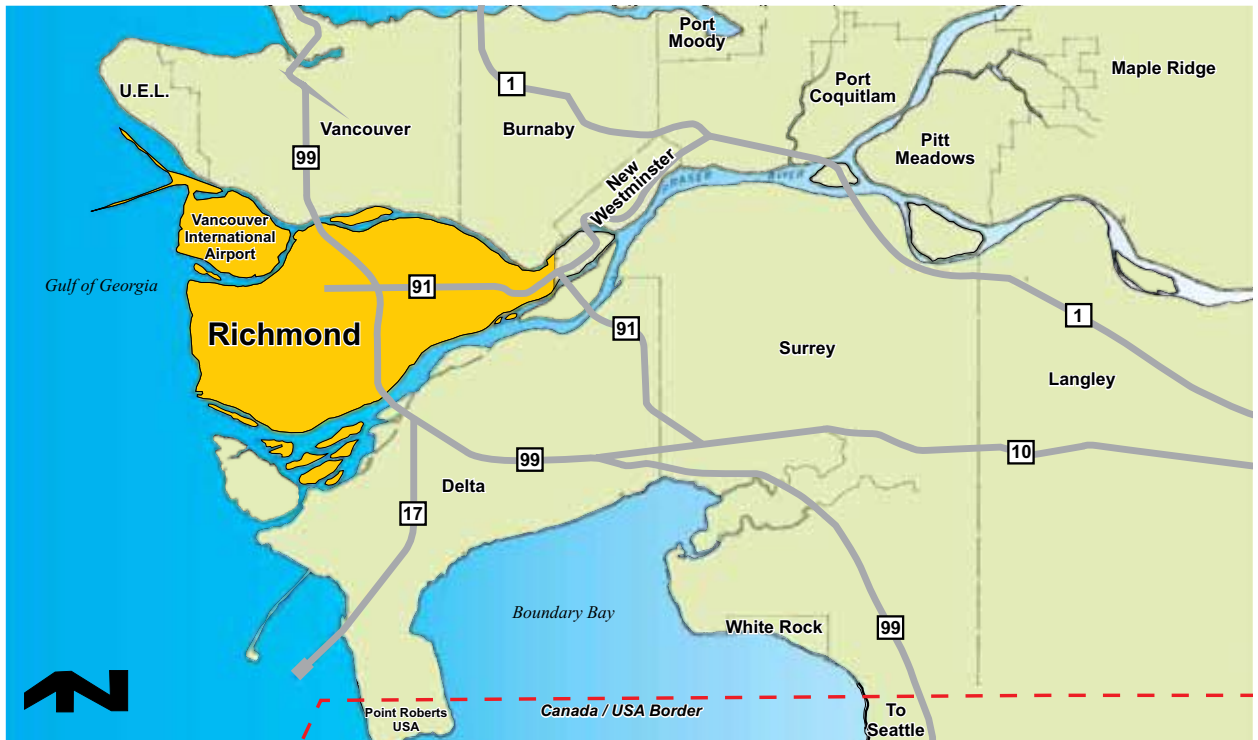 Port
Moody
U.E.L.
1
Port
Coquitlam
Maple Ridge
Vancouver
Burnaby
99
Pitt
Meadows
New
Westminster
FRASER RIVER
Vancouver
International
Airport
Gulf of Georgia
91
Richmond
91
1
Surrey
Langley
99
10
Delta
17
Boundary Bay
White Rock
99
N
Point Roberts
USA
Canada / USA Border
To
Seattle